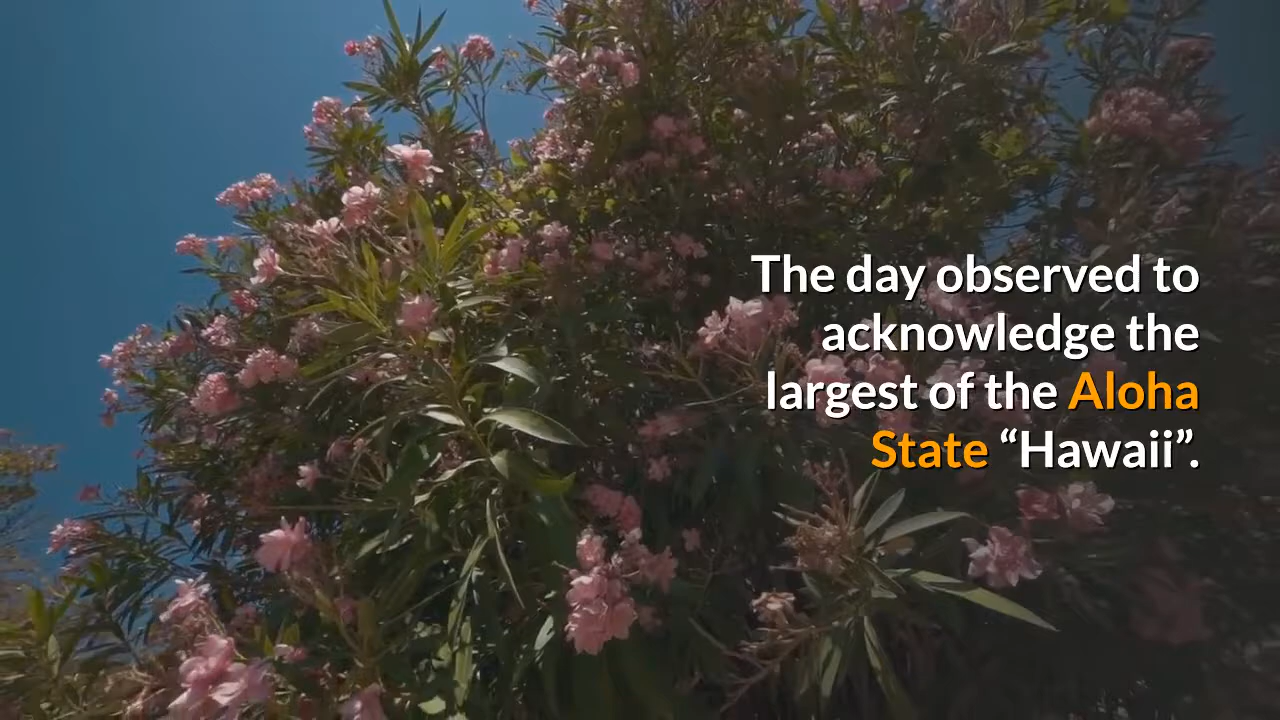 The day observed to
acknowledge the
largest of the Aloha
State “Hawaii”.